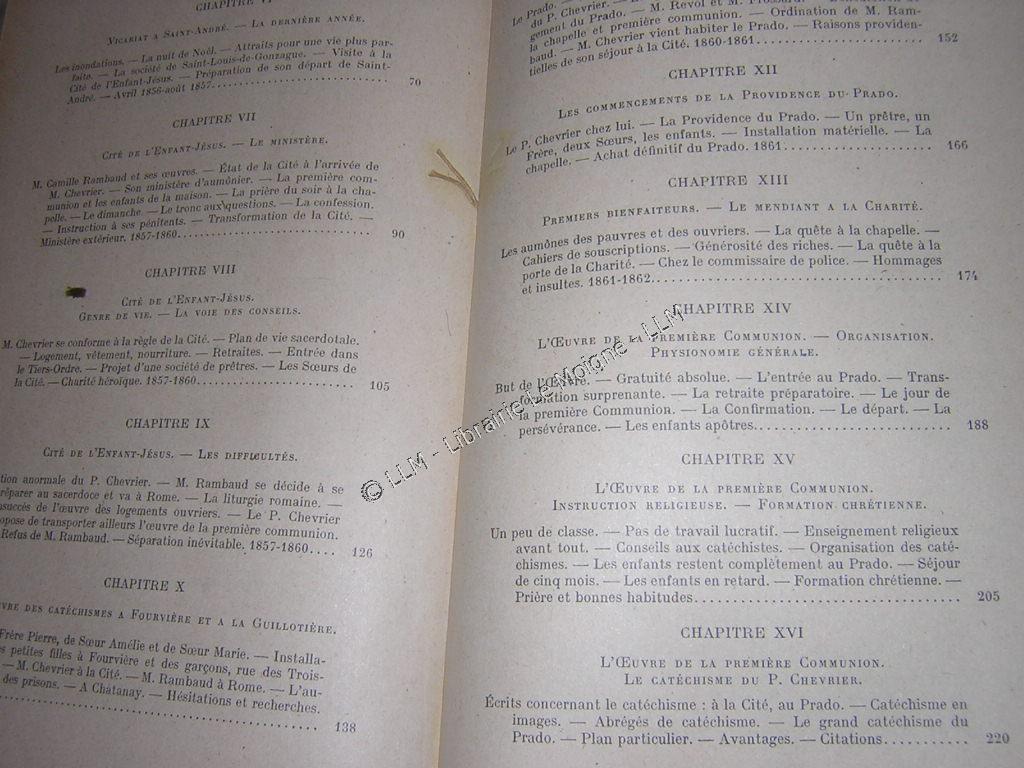 CHAPITRE VI
Vicariat a Saint-André. — La dernière année.
Les inondations. — La nuit de Noël. — Attraits pour une vie plus par-
faite. — La société de Saint-Louis-de-Gonzague. — Visite à la
Cité de l'Enfant-Jésus. — Préparation de son départ de Saint-
André. — Avril 1856-août 1857. 70
CHAPITRE VII
Cité de l'Enfant-Jésus. — Le ministère.
M. Camille Rambaud et ses œuvres. — État de la Cité à l'arrivée de
M. Chevrier. — Son ministère d'aumônier. — La première com-
munion et les enfants de la maison. — La prière du soir à la cha-
pelle. — Le dimanche. — Le tronc aux questions. — La confession.
— Instruction à ses pénitents. — Transformation de la Cité. —
Ministère extérieur. 1857-1860. 90
CHAPITRE VIII
Cité de l'Enfant-Jésus.
Genre de vie. — La voie des conseils.
M. Chevrier se conforme à la règle de la Cité. — Plan de vie sacerdotale.
— Logement, vêtement, nourriture. — Retraites. — Entrée dans
le Tiers-Ordre. — Projet d'une société de prêtres. — Les Sœurs de
la Cité. — Charité héroïque. 1857-1860. 105
CHAPITRE IX
Cité de l'Enfant-Jésus. — Les difficultés.
tion anormale du P. Chevrier. — M. Rambaud se décide à se
réparer au sacerdoce et va à Rome. — La liturgie romaine. —
nsuccès de l'œuvre des logements ouvriers. — Le P. Chevrier
opose de transporter ailleurs l'œuvre de la première communion.
Refus de M. Rambaud. — Séparation inévitable. 1857-1860.... 126
CHAPITRE X
vre des catéchismes a Fourvière et a la Guillotière.
Frère Pierre, de Sœur Amélie et de Sœur Marie. — Installa-
s petites filles à Fourvière et des garçons, rue des Trois-
— M. Chevrier à la Cité. — M. Rambaud à Rome. — L'au-
des prisons. — A Chatanay. — Hésitations et recherches.
138
Le Prado.
du P. Chevrier. M. Revol et M.
gement du Prado.
la chapelle et première communion. — Ordination de M. Ram-
baud. — M. Chevrier vient habiter le Prado. — Raisons providen-
tielles de son séjour à la Cité. 1860-1861. 152
CHAPITRE XII
Les commencements de la Providence du Prado.
Le P. Chevrier chez lui. — La Providence du Prado. — Un prêtre, un
Frère, deux Sœurs, les enfants. — Installation matérielle. — La
chapelle. — Achat définitif du Prado. 1861. 166
CHAPITRE XIII
Premiers bienfaiteurs. — Le mendiant a la Charité.
Les aumônes des pauvres et des ouvriers. — La quête à la chapelle. —
Cahiers de souscriptions. — Générosité des riches. — La quête à la
porte de la Charité. — Chez le commissaire de police. — Hommages
et insultes. 1861-1862. 174
CHAPITRE XIV
L'Œuvre de la première Communion. — Organisation.
Physionomie générale.
But de l'Œuvre. — Gratuité absolue. — L'entrée au Prado. — Trans-
formation surprenante. — La retraite préparatoire. — Le jour de
la première Communion. — La Confirmation. — Le départ. — La
persévérance. — Les enfants apôtres. 188
CHAPITRE XV
L'Œuvre de la première Communion.
Instruction religieuse. — Formation chrétienne.
Un peu de classe. — Pas de travail lucratif. — Enseignement religieux
avant tout. — Conseils aux catéchistes. — Organisation des caté-
chismes. — Les enfants restent complètement au Prado. — Séjour
de cinq mois. — Les enfants en retard. — Formation chrétienne. —
Prière et bonnes habitudes. 205
CHAPITRE XVI
L'Œuvre de la première Communion.
Le catéchisme du P. Chevrier.
Écrits concernant le catéchisme : à la Cité, au Prado. — Catéchisme en
images. — Abrégés de catéchisme. — Le grand catéchisme du
Prado. — Plan particulier. — Avantages. — Citations. 220
© LLM - Librairie Le Moigne - LLM